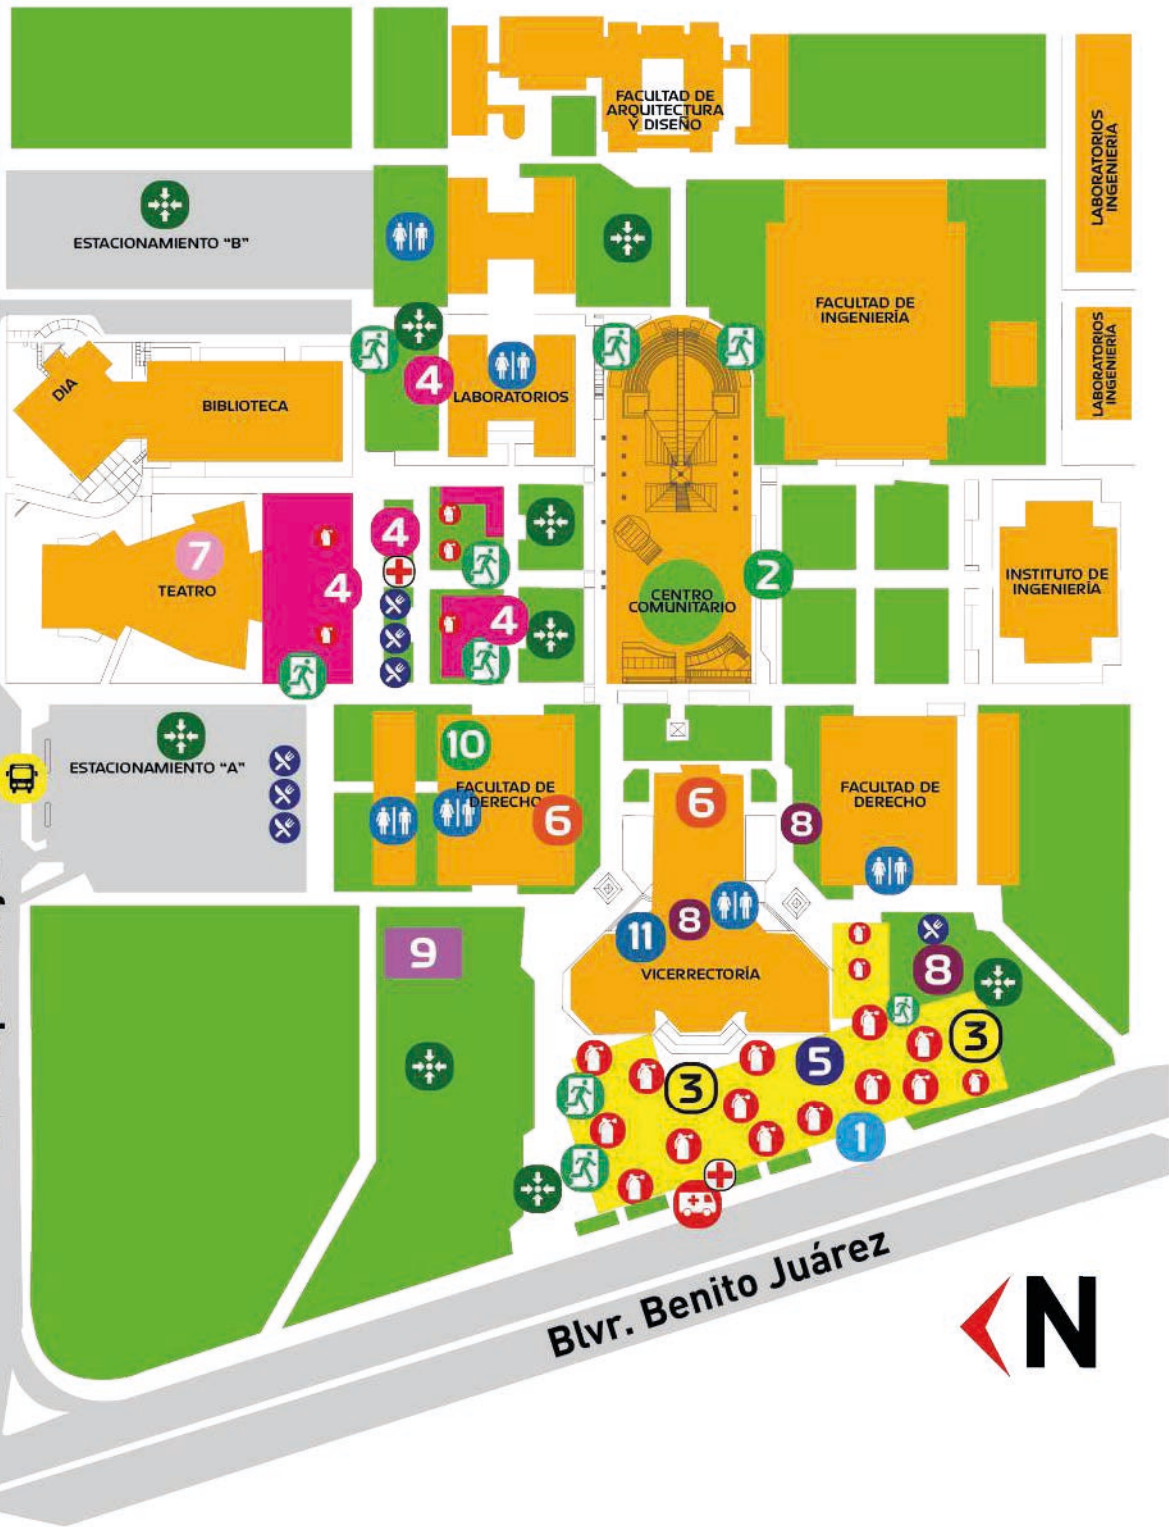 FACULTAD DE
ARQUITECTURA
Y DISEÑO
LABORATORIOS
INGENIERÍA
ESTACIONAMIENTO "B"
FACULTAD DE
INGENIERÍA
LABORATORIOS
INGENIERÍA
4
LABORATORIOS
DIA
BIBLIOTECA
7
TEATRO
4
4
4
2
CENTRO
COMUNITARIO
INSTITUTO DE
INGENIERÍA
ESTACIONAMIENTO "A"
10
FACULTAD DE
DERECHO
6
6
8
FACULTAD DE
DERECHO
9
11
8
VICERRECTORÍA
8
3
3
5
1
Blvr. Benito Juárez
N